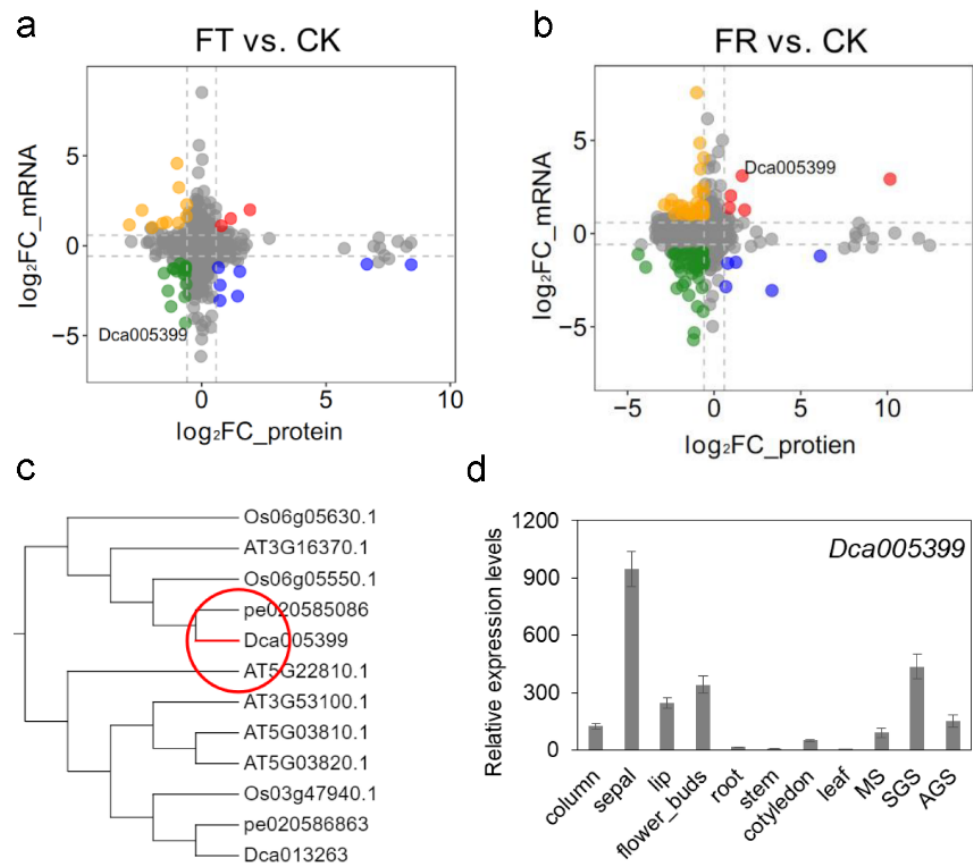 a
FT vs. CK
log₂FC_mRNA
5
0
−5
Dca005399
0
5
10
log₂FC_protein
b
FR vs. CK
log₂FC_mRNA
5
0
−5
Dca005399
−5
0
5
10
log₂FC_protien
c
Os06g05630.1
AT3G16370.1
Os06g05550.1
pe020585086
Dca005399
AT5G22810.1
AT3G53100.1
AT5G03810.1
AT5G03820.1
Os03g47940.1
pe020586863
Dca013263
d
Dca005399
Relative expression levels
1200
900
600
300
0
column
sepal
lip
flower_buds
root
stem
cotyledon
leaf
MS
SGS
AGS